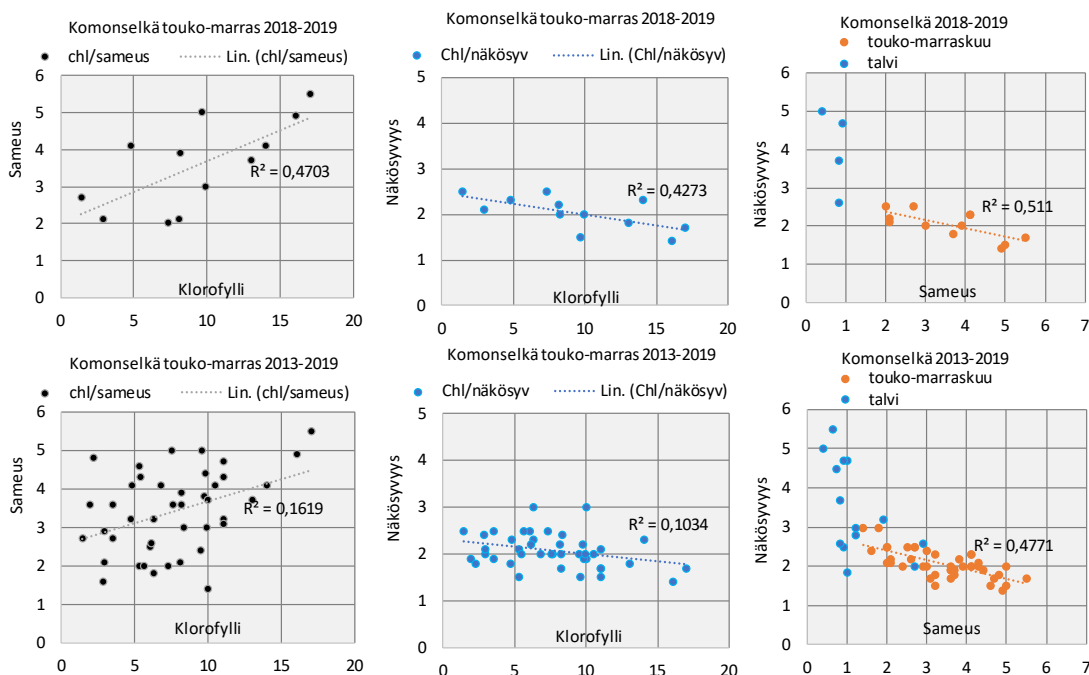 Komonselkä touko-marras 2018-2019
chl/sameus
Lin. (chl/sameus)
Sameus
6
5
4
3
2
1
0
R² = 0,4703
Klorofylli
0 5 10 15 20
Komonselkä touko-marras 2018-2019
Chl/näkösyv
Lin. (Chl/näkösyv)
Näkösyvyys
5
4
3
2
1
0
R² = 0,4273
Klorofylli
0 5 10 15 20
Komonselkä 2018-2019
touko-marraskuu
talvi
Näkösyvyys
6
5
4
3
2
1
0
R² = 0,511
Sameus
0 1 2 3 4 5 6 7
Komonselkä touko-marras 2013-2019
chl/sameus
Lin. (chl/sameus)
Sameus
6
5
4
3
2
1
0
R² = 0,1619
Klorofylli
0 5 10 15 20
Komonselkä touko-marras 2013-2019
Chl/näkösyv
Lin. (Chl/näkösyv)
Näkösyvyys
5
4
3
2
1
0
R² = 0,1034
Klorofylli
0 5 10 15 20
Komonselkä 2013-2019
touko-marraskuu
talvi
Näkösyvyys
6
5
4
3
2
1
0
R² = 0,4771
Sameus
0 1 2 3 4 5 6 7